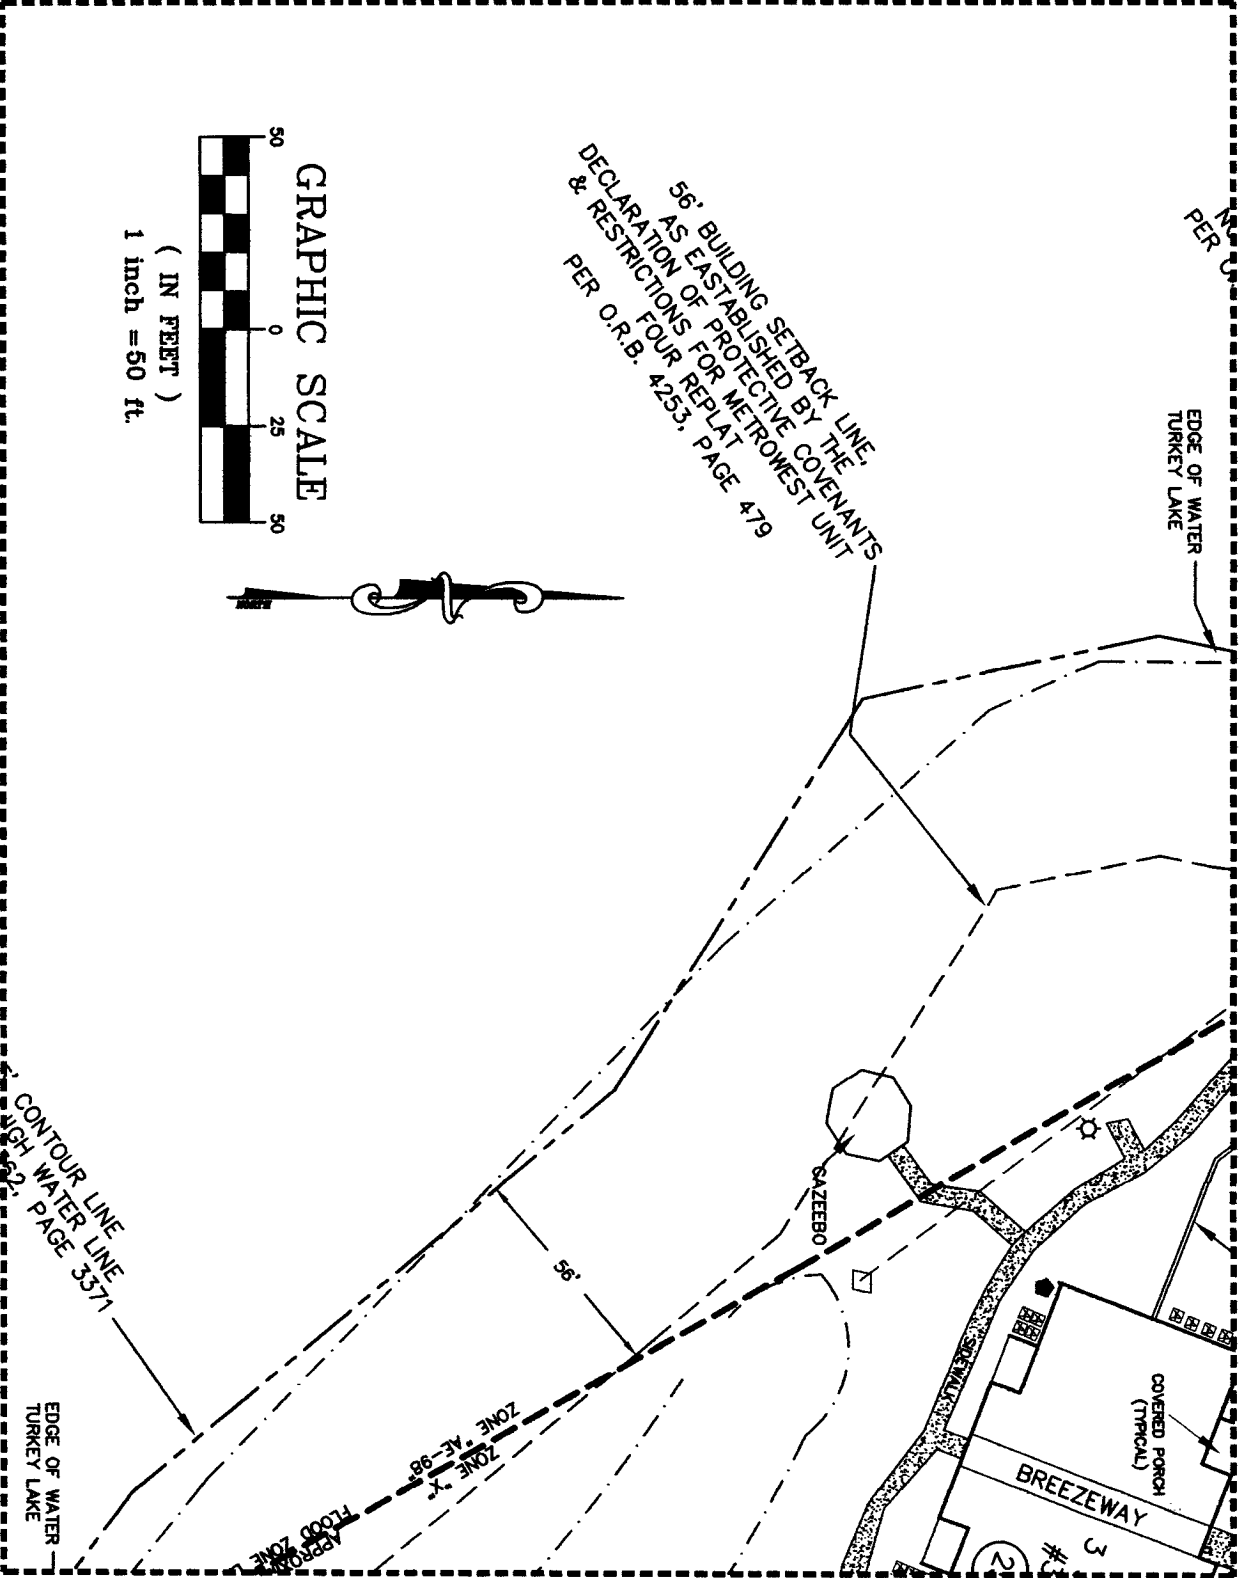 PER
EDGE OF WATER
TURKEY LAKE
56' BUILDING SETBACK LINE,
AS EASTABLISHED BY THE
DECLARATION OF PROTECTIVE COVENANTS
& RESTRICTIONS FOR METROWEST UNIT
FOUR REPLAT
PER O.R.B. 4253, PAGE 479
GRAPHIC SCALE
50 0 25 50
( IN FEET )
1 inch =50 ft.
NORTH
GAZEEBO
56'
SIDEWALK
COVERED PORCH
(TYPICAL)
BREEZEWAY
3
2
ZONE "AE-98"
ZONE "X"
FLOOD ZONE
CONTOUR LINE
WATER LINE
PAGE 3371
EDGE OF WATER
TURKEY LAKE